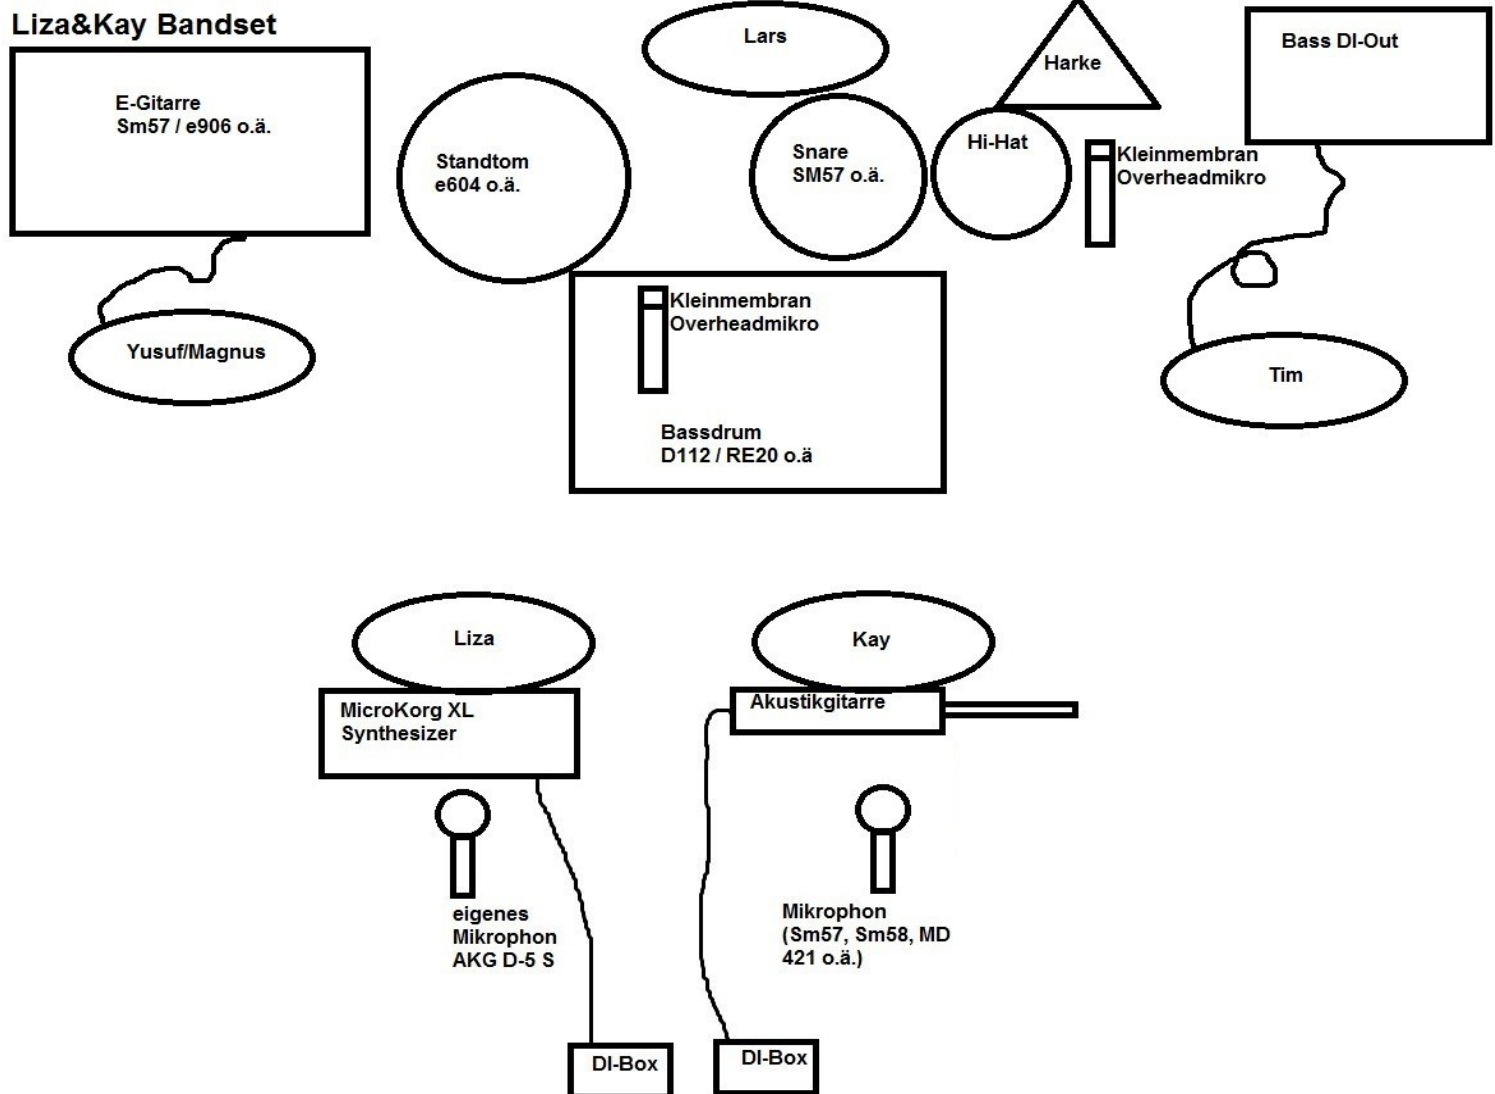 Liza&Kay Bandset
E-Gitarre
Sm57 / e906 o.ä.
Yusuf/Magnus
Standtom
e604 o.ä.
Lars
Snare
SM57 o.ä.
Hi-Hat
Harke
Kleinmembran
Overheadmikro
Bass DI-Out
Tim
Kleinmembran
Overheadmikro
Bassdrum
D112 / RE20 o.ä
Liza
MicroKorg XL
Synthesizer
eigenes
Mikrophon
AKG D-5 S
DI-Box
Kay
Akustikgitarre
Mikrophon
(Sm57, Sm58, MD
421 o.ä.)
DI-Box